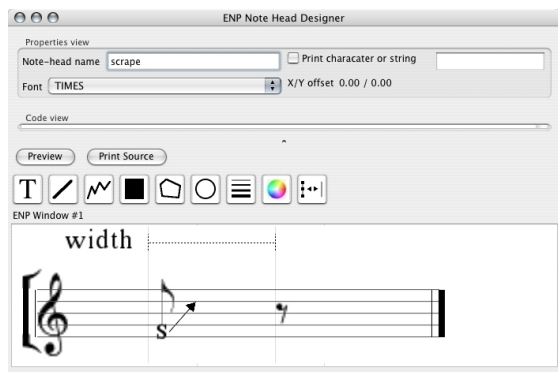 ENP Note Head Designer
Properties view
Note-head name scrape Print characater or string
Font TIMES X/Y offset 0.00 / 0.00
Code view
Preview Print Source
T
ENP Window #1
width
s